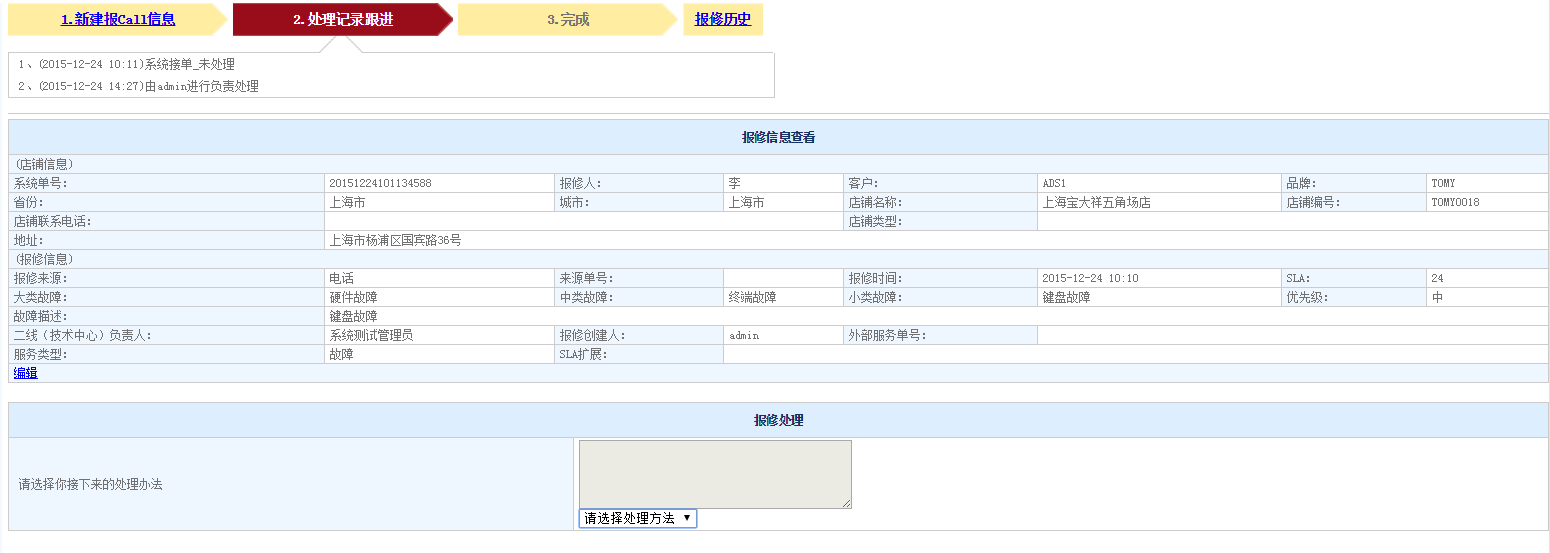 1.新建报Call信息 2.处理记录跟进 3.完成 报修历史
1、(2015-12-24 10:11)系统接单_未处理
2、(2015-12-24 14:27)由admin进行负责处理
报修信息查看
(店铺信息)
系统单号: 20151224101134588 报修人: 李 客户: ADS1 品牌: TOMY
省份: 上海市 城市: 上海市 店铺名称: 上海宝大祥五角场店 店铺编号: TOMY0018
店铺联系电话: 店铺类型:
地址: 上海市杨浦区国宾路36号
(报修信息)
报修来源: 电话 来源单号: 报修时间: 2015-12-24 10:10 SLA: 24
大类故障: 硬件故障 中类故障: 终端故障 小类故障: 键盘故障 优先级: 中
故障描述: 键盘故障
二线(技术中心)负责人: 系统测试管理员 报修创建人: admin 外部服务单号:
服务类型: 故障 SLA扩展:
编辑
报修处理
请选择你接下来的处理办法
请选择处理方法